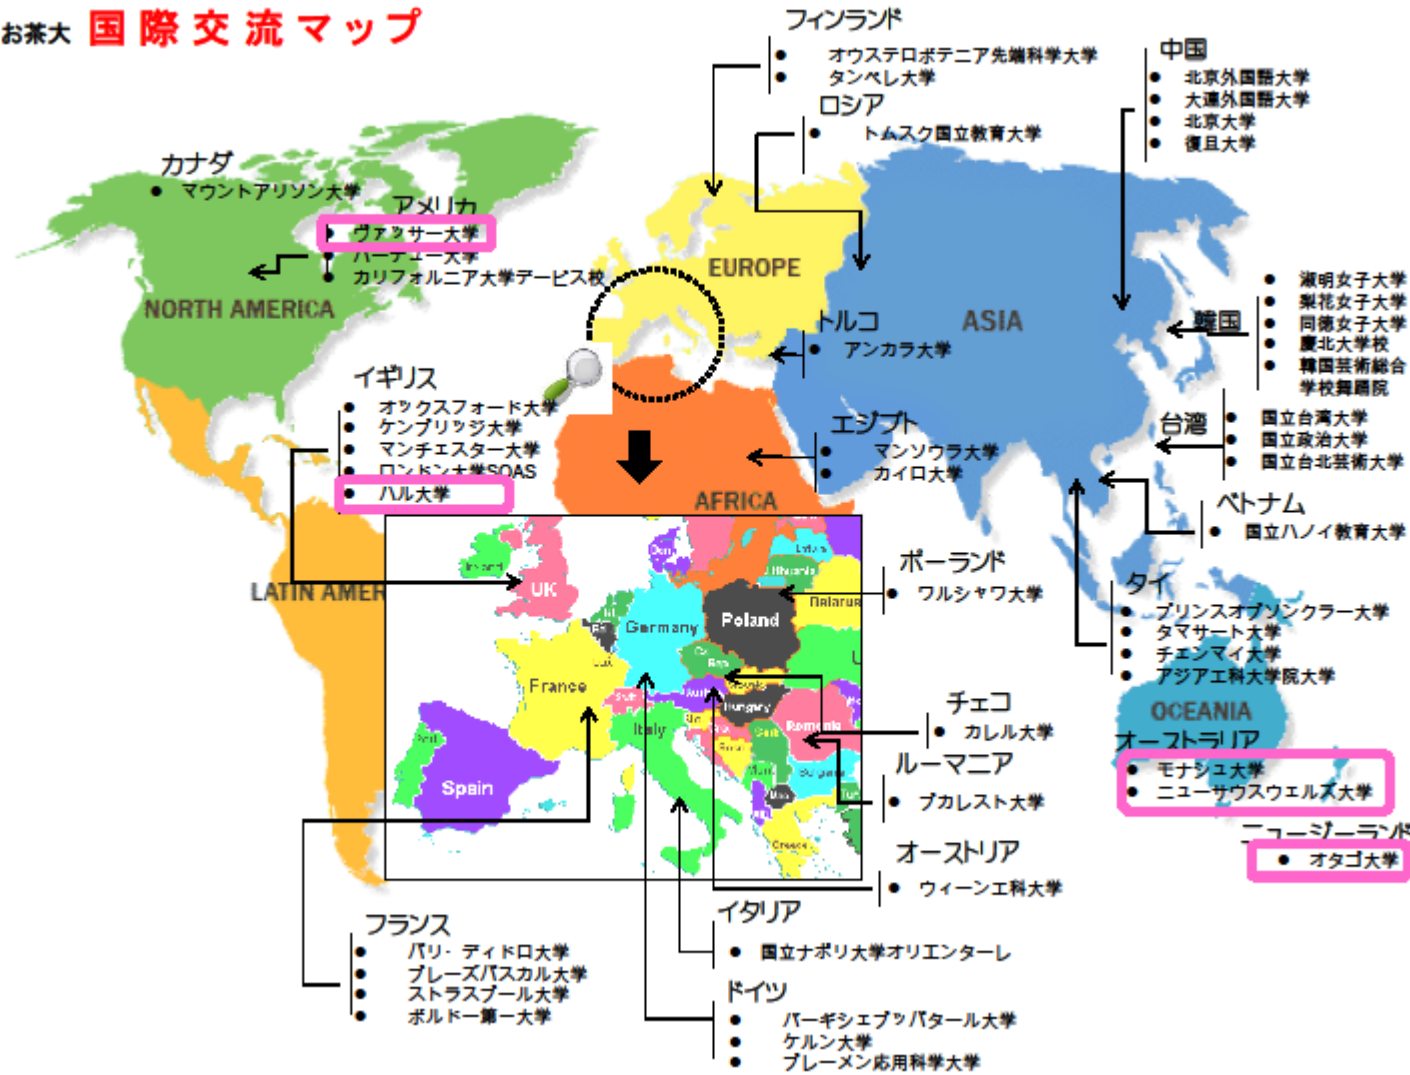 お茶大 国際交流マップ
フィンランド
オウステロボテニア先端科学大学
タンペレ大学
ロシア
トムスク国立教育大学
中国
北京外国語大学
大連外国語大学
北京大学
復旦大学
カナダ
マウントアリソン大学
アメリカ
ヴァッサー大学
パーデュー大学
カリフォルニア大学デービス校
NORTH AMERICA
EUROPE
ASIA
トルコ
アンカラ大学
韓国
淑明女子大学
梨花女子大学
同徳女子大学
慶北大学校
韓国芸術総合
学校舞踊院
イギリス
オックスフォード大学
ケンブリッジ大学
マンチェスター大学
ロンドン大学SOAS
ハル大学
エジプト
マンソウラ大学
カイロ大学
AFRICA
台湾
国立台湾大学
国立政治大学
国立台北芸術大学
ベトナム
国立ハノイ教育大学
LATIN AMER
ポーランド
ワルシャワ大学
タイ
プリンスオブソンクラー大学
タマサート大学
チェンマイ大学
アジア工科大学院大学
Ireland
UK
Den
Latvia
Lithuania
Belarus
Poland
Germany
Lux
France
Hungary
Romania
Italy
Bulgaria
Spain
Greece
OCEANIA
オーストラリア
モナシュ大学
ニューサウスウェルズ大学
ニュージーランド
オタゴ大学
チェコ
カレル大学
ルーマニア
ブカレスト大学
オーストリア
ウィーン工科大学
イタリア
国立ナポリ大学オリエンターレ
フランス
パリ・ディドロ大学
ブレーズパスカル大学
ストラスブール大学
ボルドー第一大学
ドイツ
バーギシェブッパタール大学
ケルン大学
ブレーメン応用科学大学